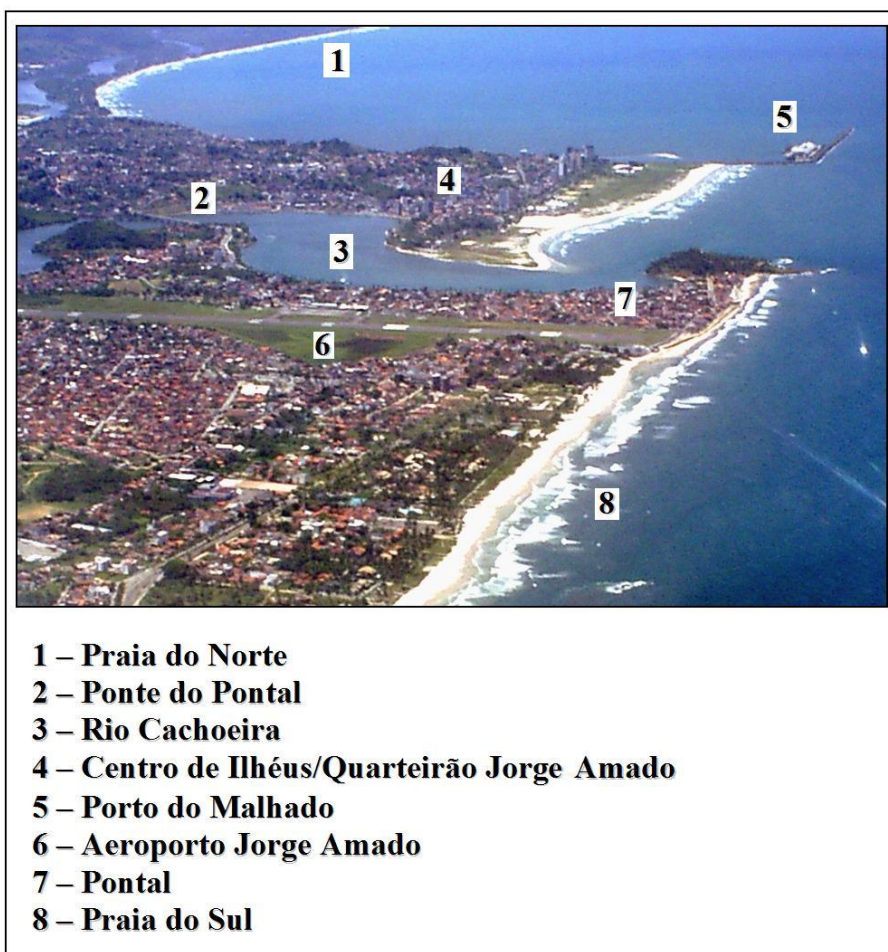 1
5
4
2
3
7
6
8
1 – Praia do Norte
2 – Ponte do Pontal
3 – Rio Cachoeira
4 – Centro de Ilhéus/Quarteirão Jorge Amado
5 – Porto do Malhado
6 – Aeroporto Jorge Amado
7 – Pontal
8 – Praia do Sul